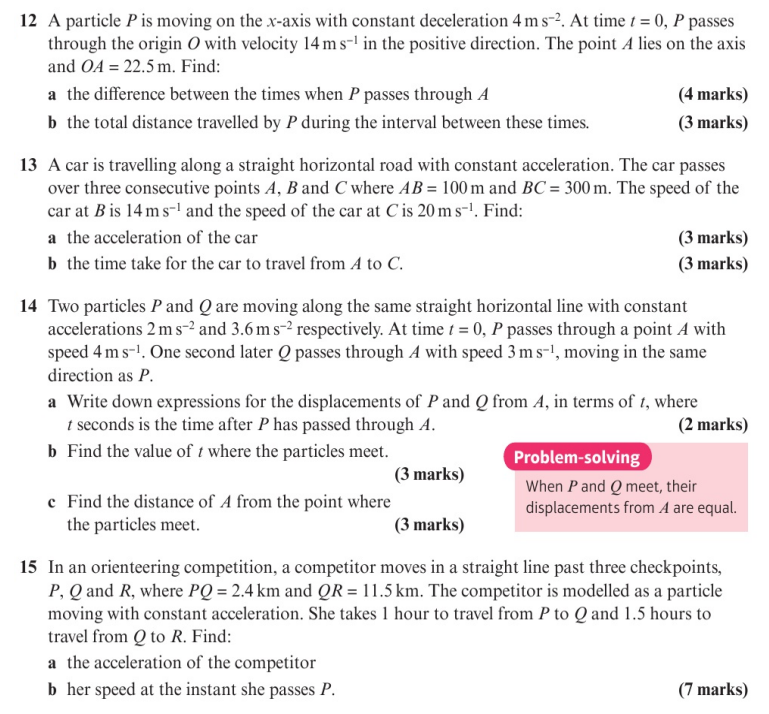 12 A particle P is moving on the x-axis with constant deceleration 4 m s⁻². At time t = 0, P passes
through the origin O with velocity 14 m s⁻¹ in the positive direction. The point A lies on the axis
and OA = 22.5 m. Find:
a the difference between the times when P passes through A (4 marks)
b the total distance travelled by P during the interval between these times. (3 marks)
13 A car is travelling along a straight horizontal road with constant acceleration. The car passes
over three consecutive points A, B and C where AB = 100 m and BC = 300 m. The speed of the
car at B is 14 m s⁻¹ and the speed of the car at C is 20 m s⁻¹. Find:
a the acceleration of the car (3 marks)
b the time take for the car to travel from A to C. (3 marks)
14 Two particles P and Q are moving along the same straight horizontal line with constant
accelerations 2 m s⁻² and 3.6 m s⁻² respectively. At time t = 0, P passes through a point A with
speed 4 m s⁻¹. One second later Q passes through A with speed 3 m s⁻¹, moving in the same
direction as P.
a Write down expressions for the displacements of P and Q from A, in terms of t, where
t seconds is the time after P has passed through A. (2 marks)
b Find the value of t where the particles meet.
(3 marks)
c Find the distance of A from the point where
the particles meet. (3 marks)
Problem-solving
When P and Q meet, their
displacements from A are equal.
15 In an orienteering competition, a competitor moves in a straight line past three checkpoints,
P, Q and R, where PQ = 2.4 km and QR = 11.5 km. The competitor is modelled as a particle
moving with constant acceleration. She takes 1 hour to travel from P to Q and 1.5 hours to
travel from Q to R. Find:
a the acceleration of the competitor
b her speed at the instant she passes P. (7 marks)